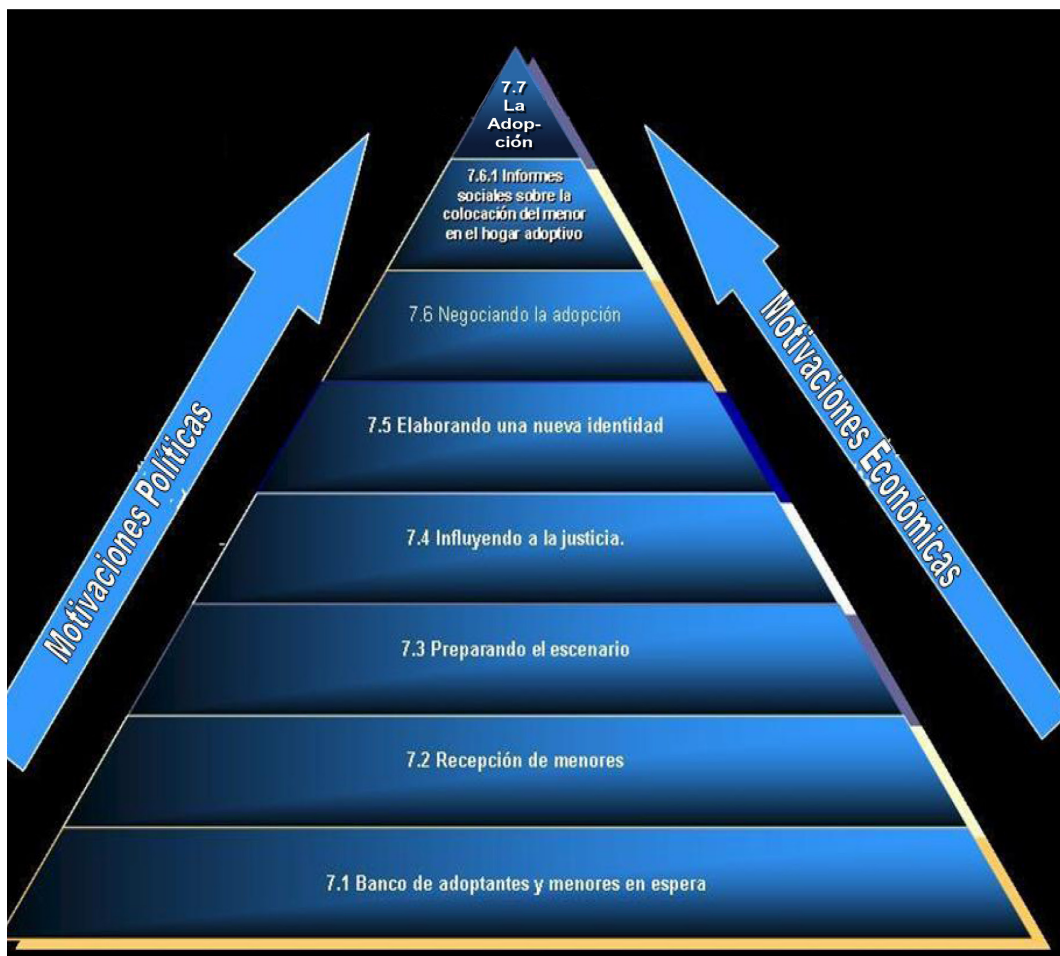 7.7
La
Adop-
ción
7.6.1 Informes
sociales sobre la
colocación del menor
en el hogar adoptivo
7.6 Negociando la adopción
7.5 Elaborando una nueva identidad
7.4 Influyendo a la justicia.
7.3 Preparando el escenario
7.2 Recepción de menores
7.1 Banco de adoptantes y menores en espera
Motivaciones Políticas
Motivaciones Económicas